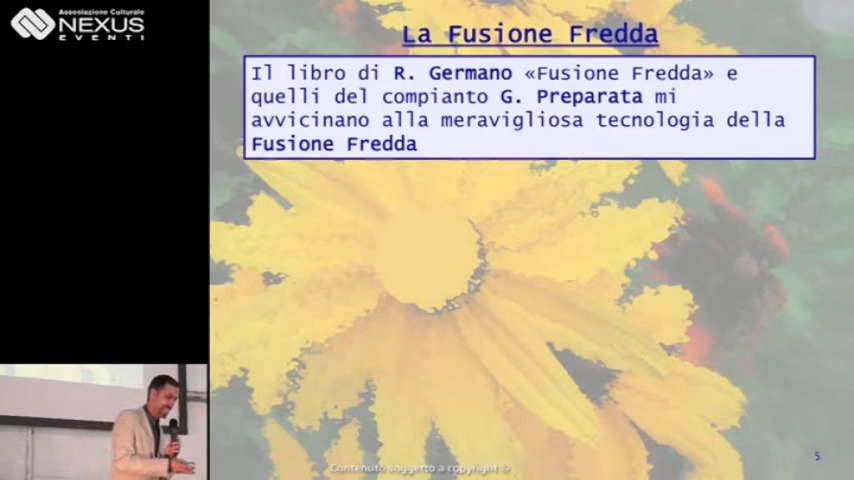 Associazione Culturale
NEXUS
EVENTI
La Fusione Fredda
Il libro di R. Germano «Fusione Fredda» e
quelli del compianto G. Preparata mi
avvicinano alla meravigliosa tecnologia della
Fusione Fredda
5
Contenuto soggetto a copyright ©